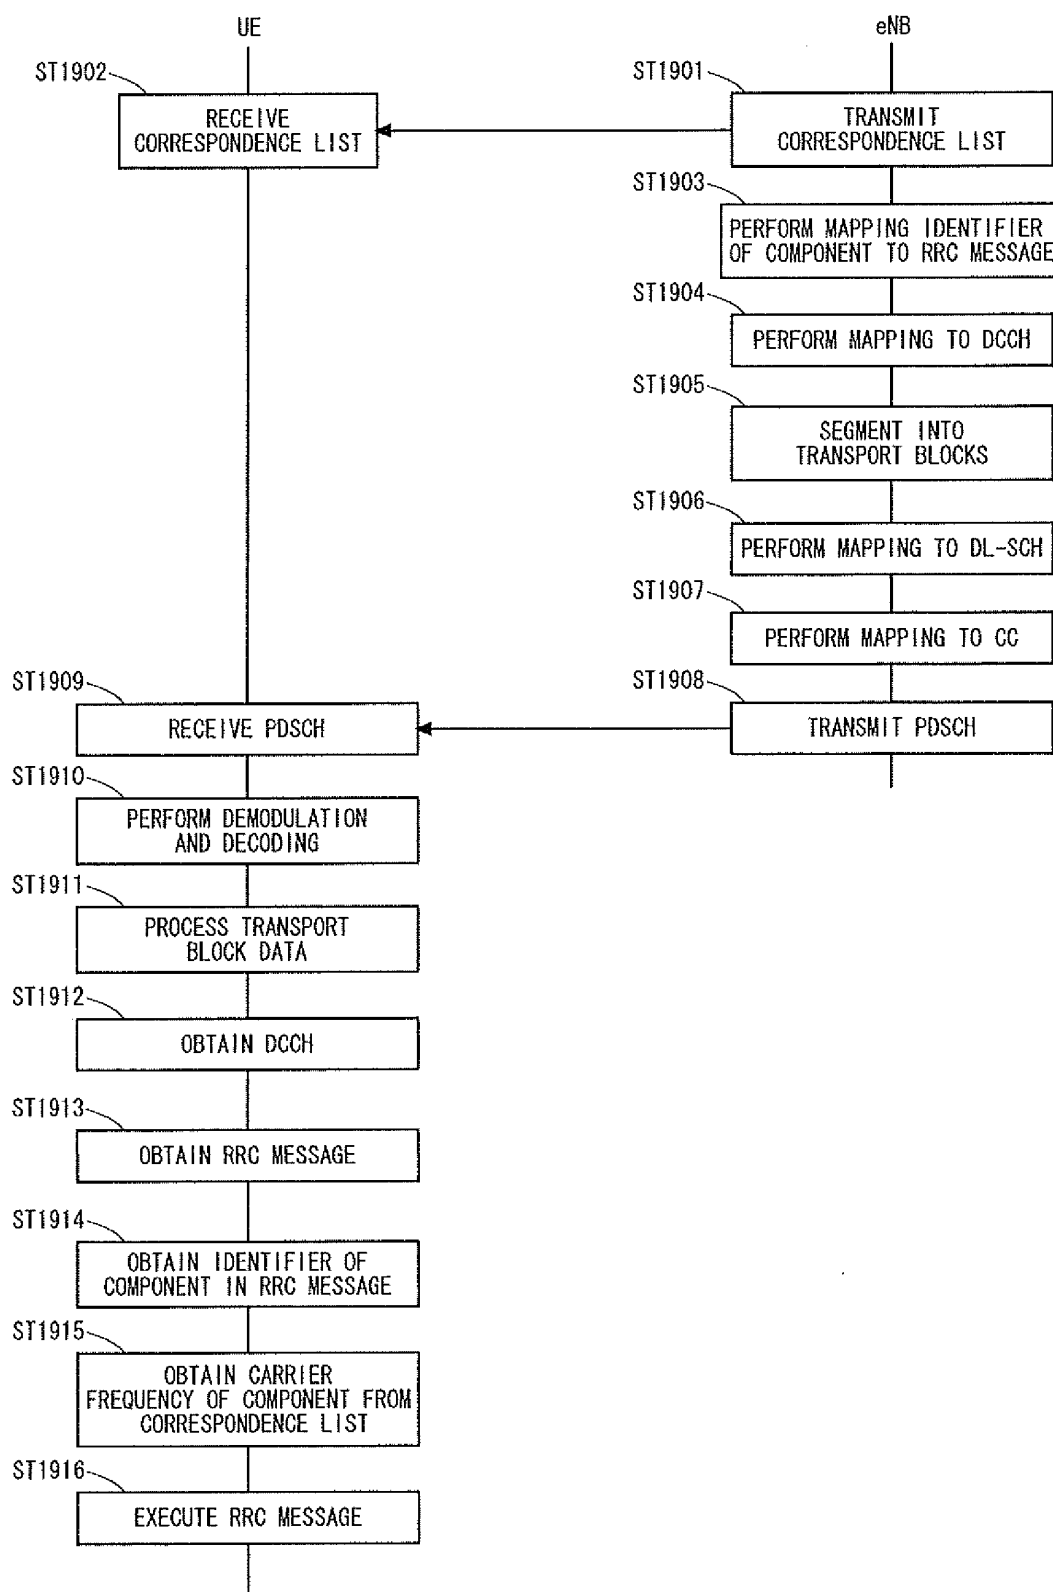 UE
eNB
ST1902
ST1901
RECEIVE
CORRESPONDENCE LIST
TRANSMIT
CORRESPONDENCE LIST
ST1903
PERFORM MAPPING IDENTIFIER
OF COMPONENT TO RRC MESSAGE
ST1904
PERFORM MAPPING TO DCCH
ST1905
SEGMENT INTO
TRANSPORT BLOCKS
ST1906
PERFORM MAPPING TO DL-SCH
ST1907
PERFORM MAPPING TO CC
ST1909
ST1908
RECEIVE PDSCH
TRANSMIT PDSCH
ST1910
PERFORM DEMODULATION
AND DECODING
ST1911
PROCESS TRANSPORT
BLOCK DATA
ST1912
OBTAIN DCCH
ST1913
OBTAIN RRC MESSAGE
ST1914
OBTAIN IDENTIFIER OF
COMPONENT IN RRC MESSAGE
ST1915
OBTAIN CARRIER
FREQUENCY OF COMPONENT FROM
CORRESPONDENCE LIST
ST1916
EXECUTE RRC MESSAGE